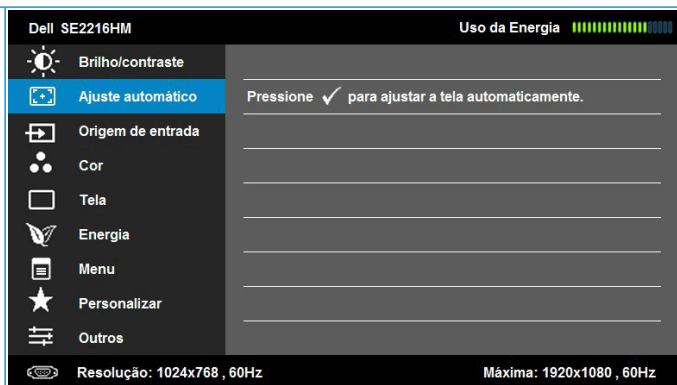 Dell SE2216HM Uso da Energia
Brilho/contraste
Ajuste automático Pressione ✓ para ajustar a tela automaticamente.
Origem de entrada
Cor
Tela
Energia
Menu
Personalizar
Outros
Resolução: 1024x768 , 60Hz Máxima: 1920x1080 , 60Hz